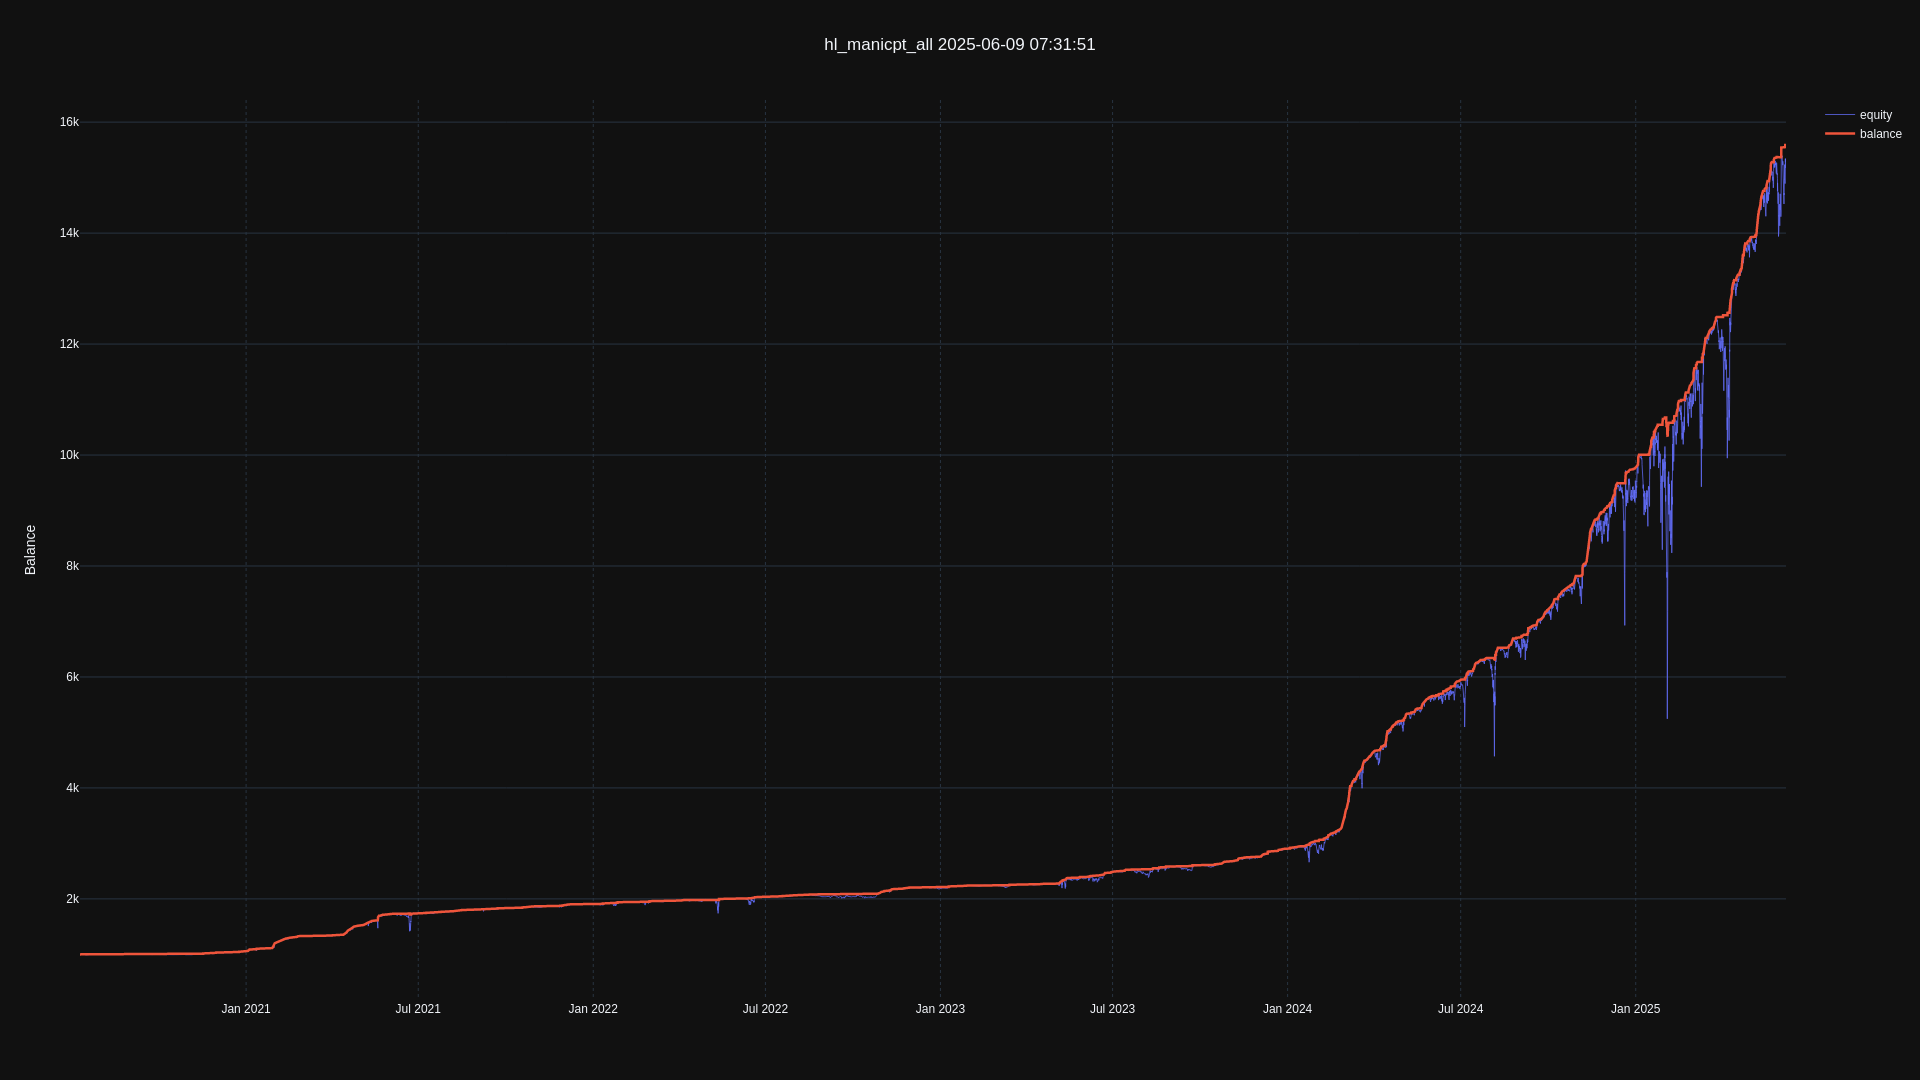 hl_manicpt_all 2025-06-09 07:31:51
equity
balance
16k
14k
12k
10k
8k
6k
4k
2k
Balance
Jan 2021
Jul 2021
Jan 2022
Jul 2022
Jan 2023
Jul 2023
Jan 2024
Jul 2024
Jan 2025